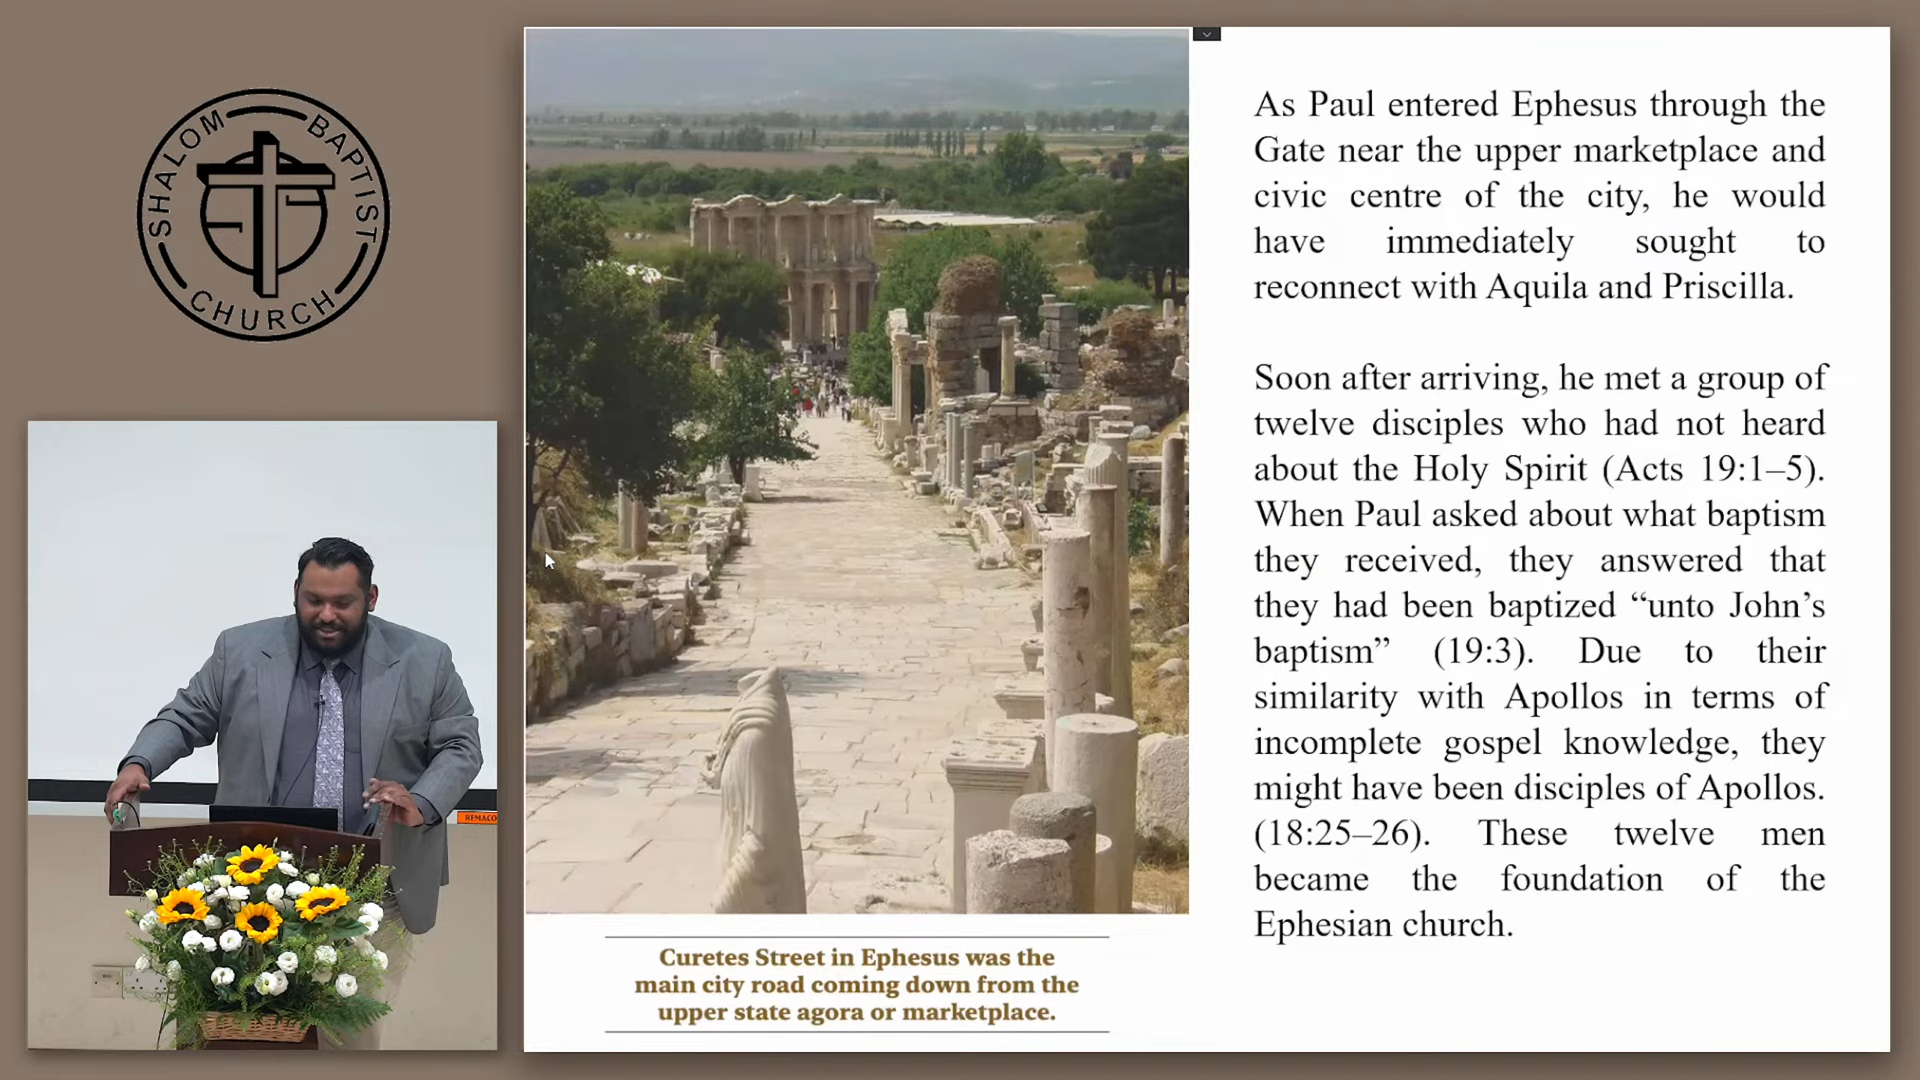 SHALOM BAPTIST CHURCH
As Paul entered Ephesus through the
Gate near the upper marketplace and
civic centre of the city, he would
have immediately sought to
reconnect with Aquila and Priscilla.
Soon after arriving, he met a group of
twelve disciples who had not heard
about the Holy Spirit (Acts 19:1–5).
When Paul asked about what baptism
they received, they answered that
they had been baptized “unto John’s
baptism” (19:3). Due to their
similarity with Apollos in terms of
incomplete gospel knowledge, they
might have been disciples of Apollos.
(18:25–26). These twelve men
became the foundation of the
Ephesian church.
Curetes Street in Ephesus was the
main city road coming down from the
upper state agora or marketplace.
REMACO